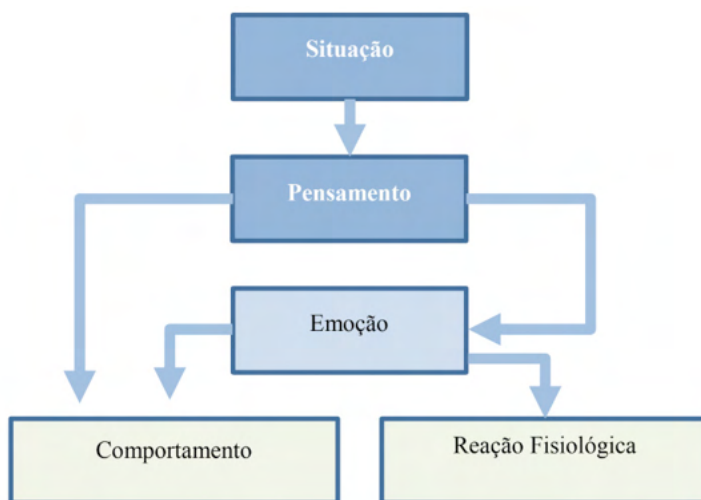 Situação
Pensamento
Emoção
Comportamento
Reação Fisiológica